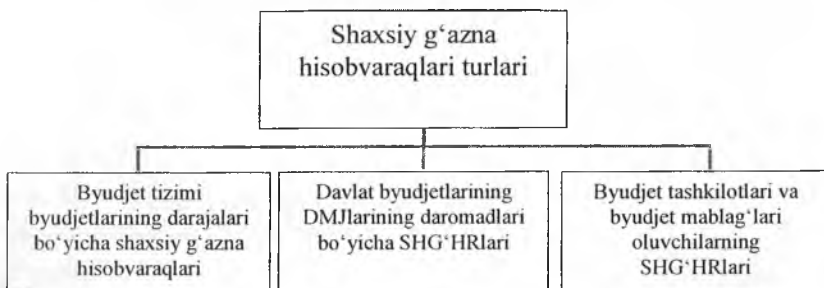 Shaxsiy g‘azna
hisobvaraqlari turlari
Byudjet tizimi
byudjetlarining darajalari
bo‘yicha shaxsiy g‘azna
hisobvaraqlari
Davlat byudjetlarining
DMJlarining daromadlari
bo‘yicha SHG‘HRlari
Byudjet tashkilotlari va
byudjet mablag‘lari
oluvchilarning
SHG‘HRlari